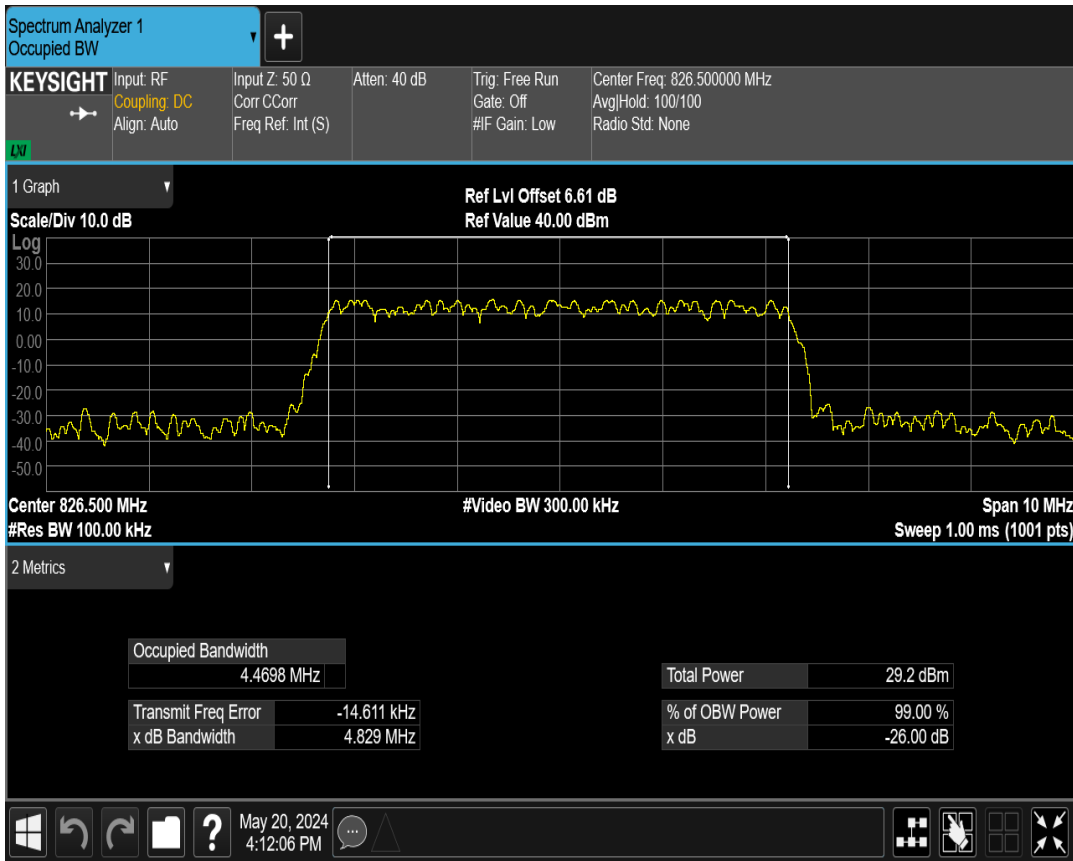 Spectrum Analyzer 1
Occupied BW
KEYSIGHT
LXI
Input: RF
Coupling: DC
Align: Auto
Input Z: 50 Ω
Corr CCorr
Freq Ref: Int (S)
Atten: 40 dB
Trig: Free Run
Gate: Off
#IF Gain: Low
Center Freq: 826.500000 MHz
Avg|Hold: 100/100
Radio Std: None
1 Graph
Scale/Div 10.0 dB
Ref Lvl Offset 6.61 dB
Ref Value 40.00 dBm
Log
30.0
20.0
10.0
0.00
-10.0
-20.0
-30.0
-40.0
-50.0
Center 826.500 MHz
#Video BW 300.00 kHz
Span 10 MHz
#Res BW 100.00 kHz
Sweep 1.00 ms (1001 pts)
2 Metrics
Occupied Bandwidth
4.4698 MHz
Total Power 29.2 dBm
Transmit Freq Error -14.611 kHz
% of OBW Power 99.00 %
x dB Bandwidth 4.829 MHz
x dB -26.00 dB
May 20, 2024
4:12:06 PM